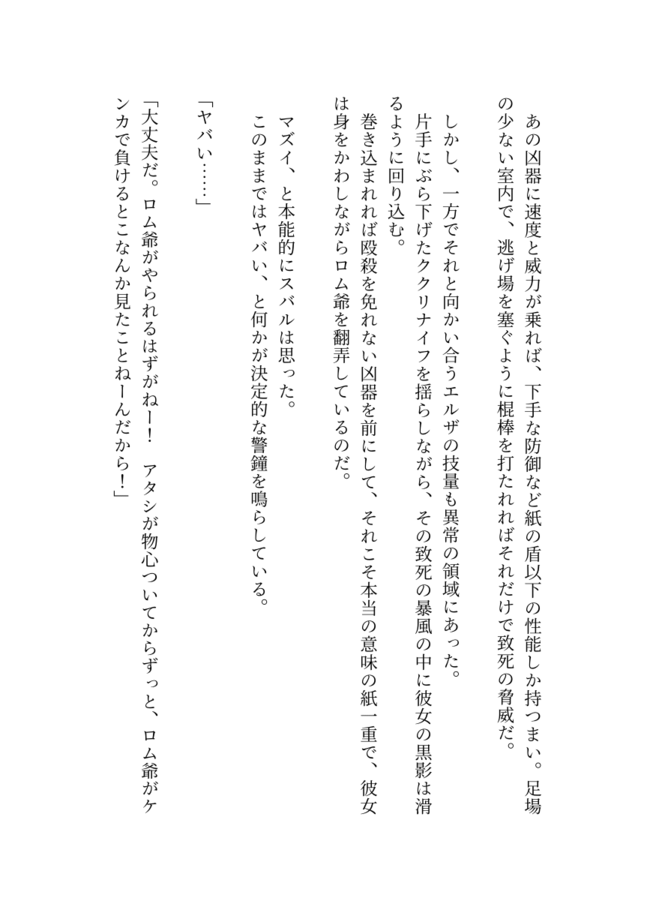 あの凶器に速度と威力が乗れば、下手な防御など紙の盾以下の性能しか持つまい。足場
の少ない室内で、逃げ場を塞ぐように棍棒を打たれればそれだけで致死の脅威だ。
しかし、一方でそれと向かい合うエルザの技量も異常の領域にあった。
片手にぶら下げたククリナイフを揺らしながら、その致死の暴風の中に彼女の黒影は滑
るように回り込む。
巻き込まれれば殴殺を免れない凶器を前にして、それこそ本当の意味の紙一重で、彼女
は身をかわしながらロム爺を翻弄しているのだ。
マズイ、と本能的にスバルは思った。
このままではヤバい、と何かが決定的な警鐘を鳴らしている。
「ヤバい……」
「大丈夫だ。ロム爺がやられるはずがねー！　アタシが物心ついてからずっと、ロム爺がケ
ンカで負けるとこなんか見たことねーんだから！」